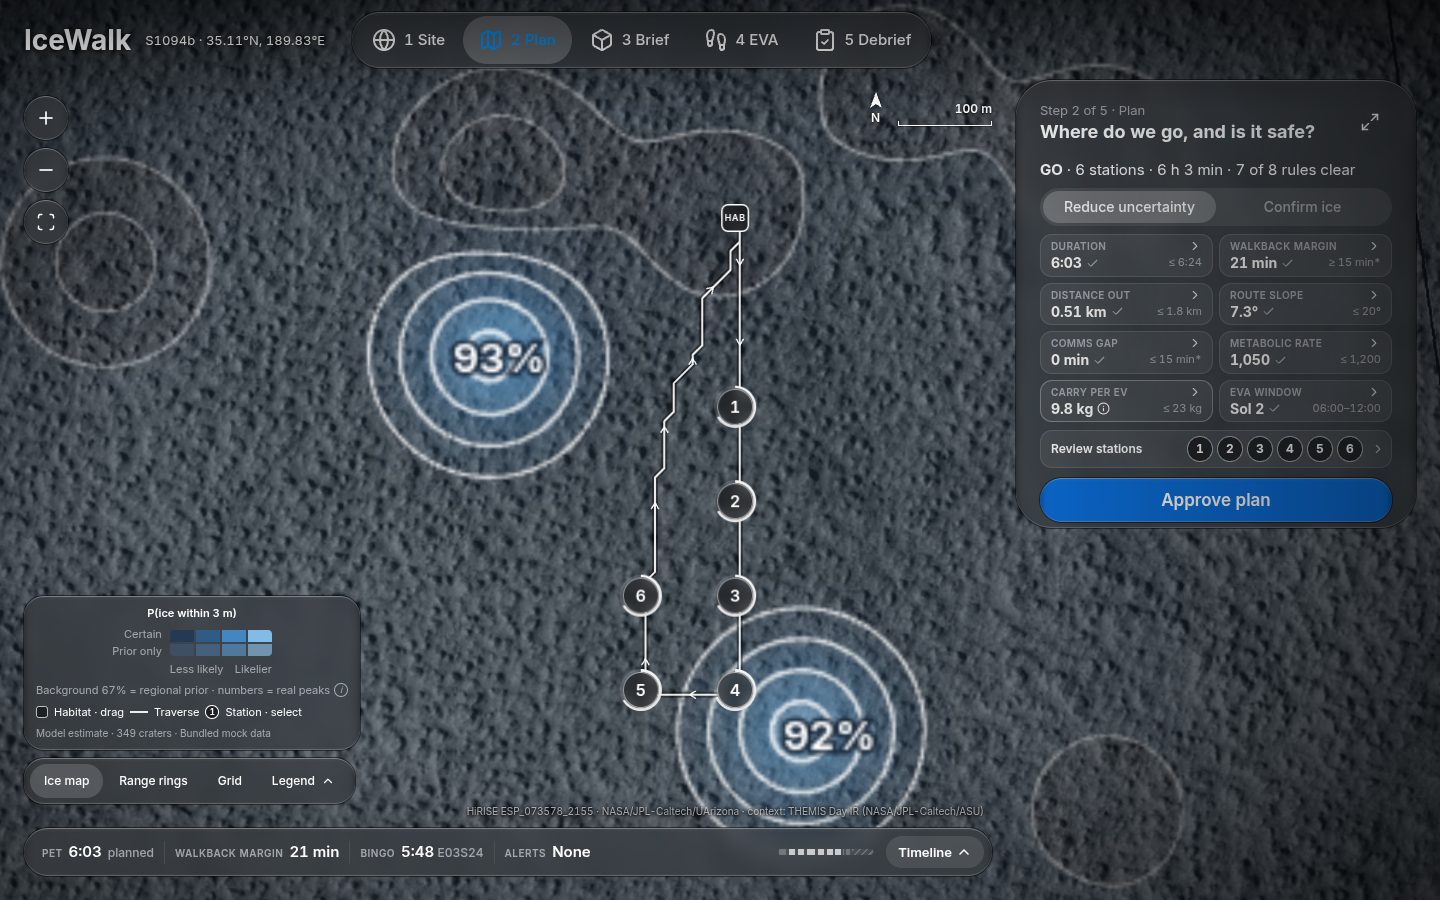 IceWalk S1094b · 35.11°N, 189.83°E
1 Site 2 Plan 3 Brief 4 EVA 5 Debrief
N 100 m
Step 2 of 5 · Plan
Where do we go, and is it safe?
GO · 6 stations · 6 h 3 min · 7 of 8 rules clear
Reduce uncertainty Confirm ice
DURATION
6:03 ≤ 6:24
WALKBACK MARGIN
21 min ≥ 15 min*
DISTANCE OUT
0.51 km ≤ 1.8 km
ROUTE SLOPE
7.3° ≤ 20°
COMMS GAP
0 min ≤ 15 min*
METABOLIC RATE
1,050 ≤ 1,200
CARRY PER EV
9.8 kg ≤ 23 kg
EVA WINDOW
Sol 2 06:00–12:00
Review stations 1 2 3 4 5 6
Approve plan
HAB
93%
1
2
6 3
5 4
92%
P(ice within 3 m)
Certain
Prior only
Less likely Likelier
Background 67% = regional prior · numbers = real peaks i
Habitat · drag Traverse 1 Station · select
Model estimate · 349 craters · Bundled mock data
Ice map Range rings Grid Legend
HiRISE ESP_073578_2155 · NASA/JPL-Caltech/UArizona · context: THEMIS Day IR (NASA/JPL-Caltech/ASU)
PET 6:03 planned WALKBACK MARGIN 21 min BINGO 5:48 E03S24 ALERTS None Timeline